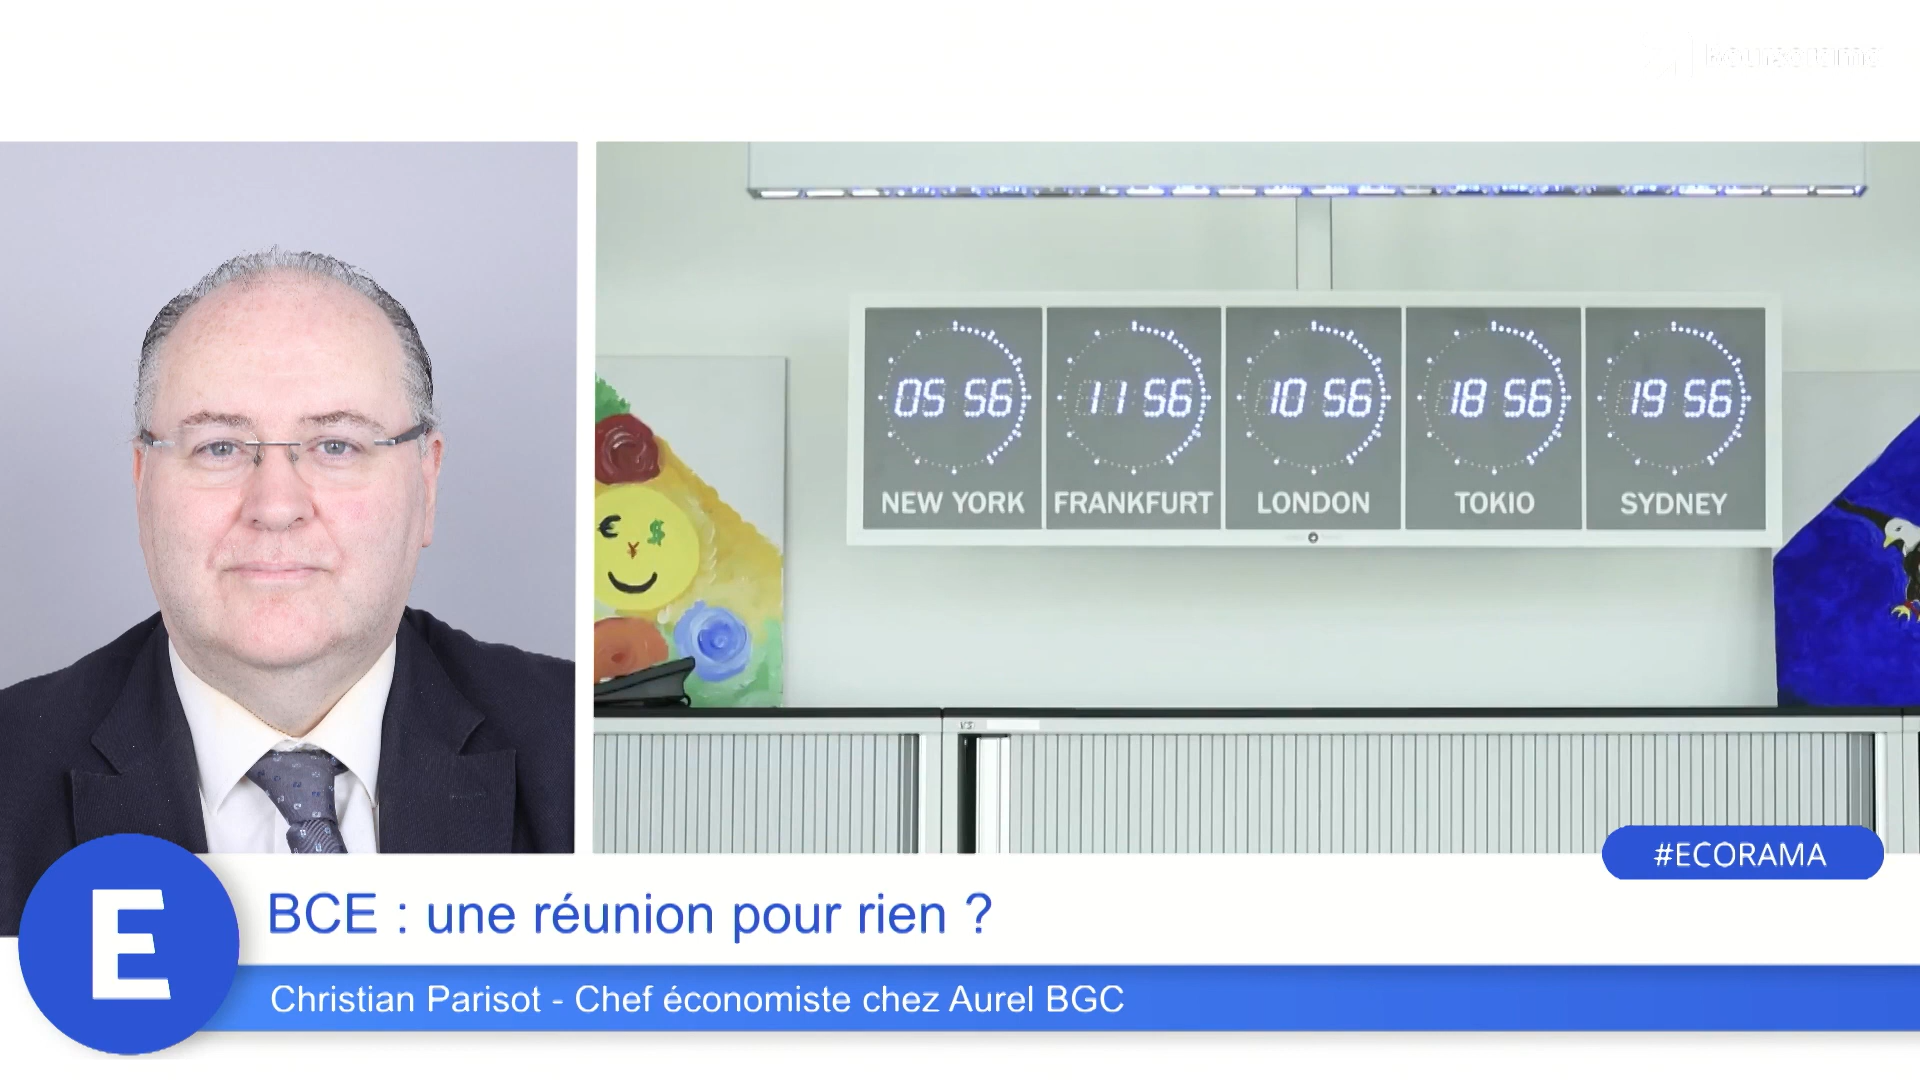 boursorama
05 56
11 56
10 56
18 56
19 56
NEW YORK
FRANKFURT
LONDON
TOKIO
SYDNEY
€ $
¥
#ECORAMA
E
BCE : une réunion pour rien ?
Christian Parisot - Chef économiste chez Aurel BGC